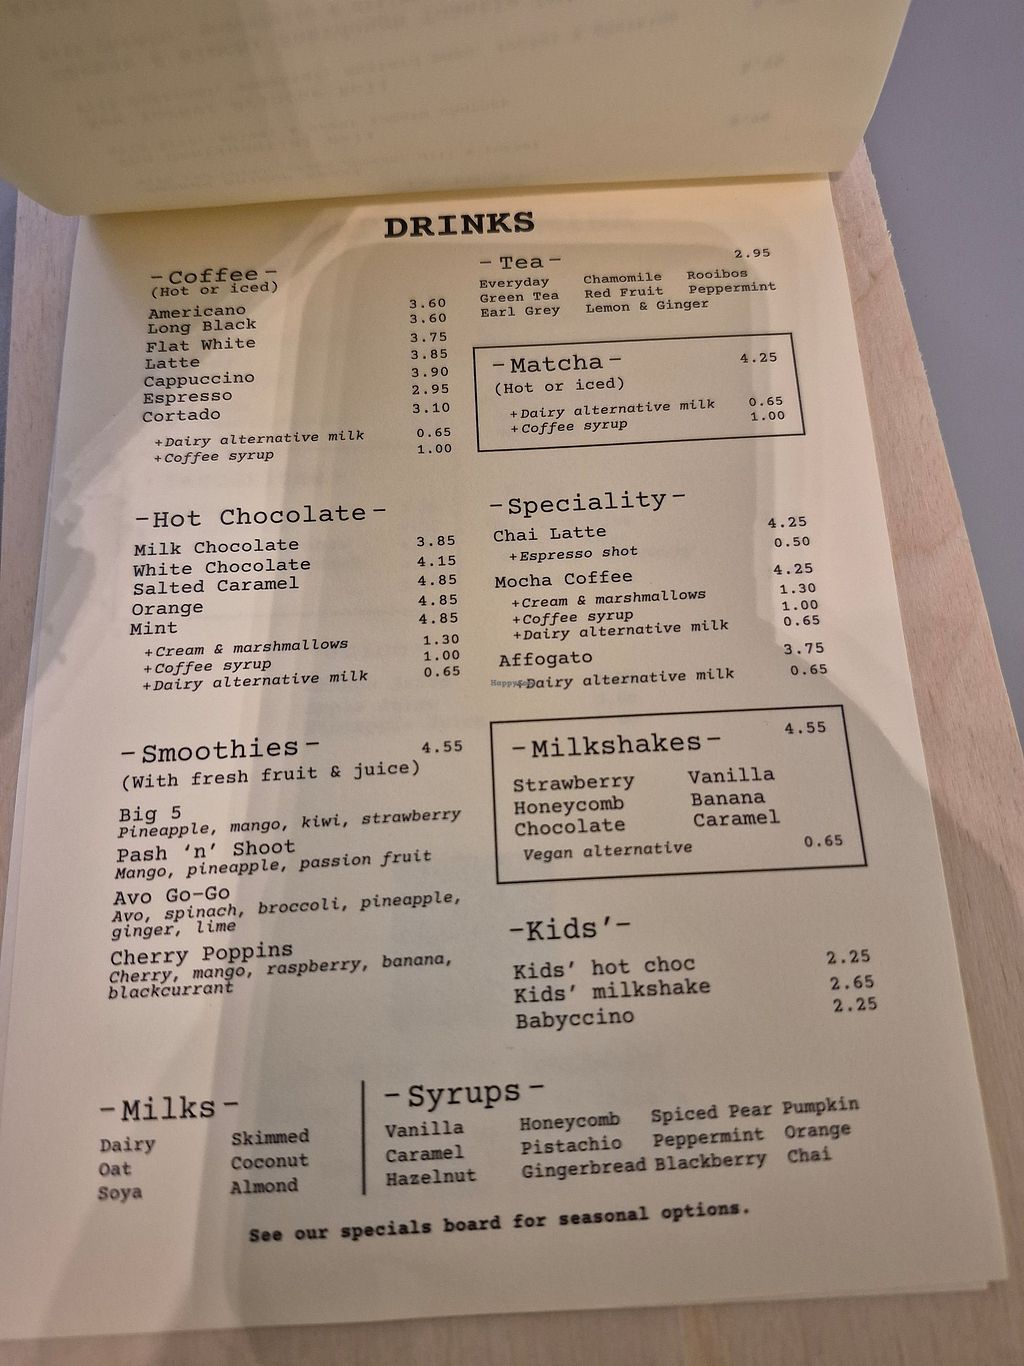 DRINKS
-Coffee-
(Hot or iced)
Americano 3.60
Long Black 3.60
Flat White 3.75
Latte 3.85
Cappuccino 3.90
Espresso 2.95
Cortado 3.10
+Dairy alternative milk 0.65
+Coffee syrup 1.00
-Tea- 2.95
Everyday Chamomile Rooibos
Green Tea Red Fruit Peppermint
Earl Grey Lemon & Ginger
-Matcha- 4.25
(Hot or iced)
+Dairy alternative milk 0.65
+Coffee syrup 1.00
-Hot Chocolate-
Milk Chocolate 3.85
White Chocolate 4.15
Salted Caramel 4.85
Orange 4.85
Mint 4.85
+Cream & marshmallows 1.30
+Coffee syrup 1.00
+Dairy alternative milk 0.65
-Speciality-
Chai Latte 4.25
+Espresso shot 0.50
Mocha Coffee 4.25
+Cream & marshmallows 1.30
+Coffee syrup 1.00
+Dairy alternative milk 0.65
Affogato 3.75
+Dairy alternative milk 0.65
-Smoothies- 4.55
(With fresh fruit & juice)
Big 5
Pineapple, mango, kiwi, strawberry
Pash 'n' Shoot
Mango, pineapple, passion fruit
Avo Go-Go
Avo, spinach, broccoli, pineapple,
ginger, lime
Cherry Poppins
Cherry, mango, raspberry, banana,
blackcurrant
-Milkshakes- 4.55
Strawberry Vanilla
Honeycomb Banana
Chocolate Caramel
Vegan alternative 0.65
-Kids'-
Kids' hot choc 2.25
Kids' milkshake 2.65
Babyccino 2.25
-Milks-
Dairy Skimmed
Oat Coconut
Soya Almond
-Syrups-
Vanilla Honeycomb Spiced Pear Pumpkin
Caramel Pistachio Peppermint Orange
Hazelnut Gingerbread Blackberry Chai
See our specials board for seasonal options.